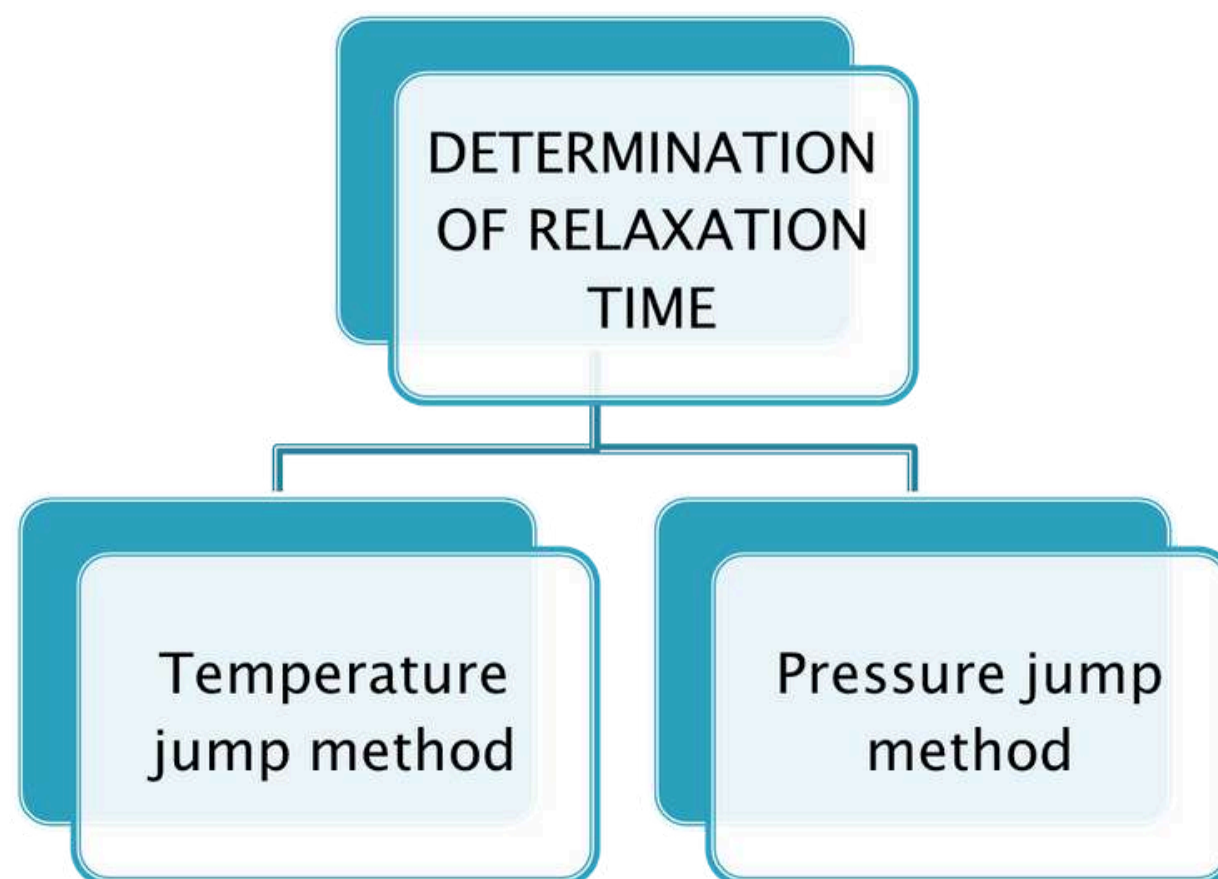 DETERMINATION
OF RELAXATION
TIME
Temperature
jump method
Pressure jump
method